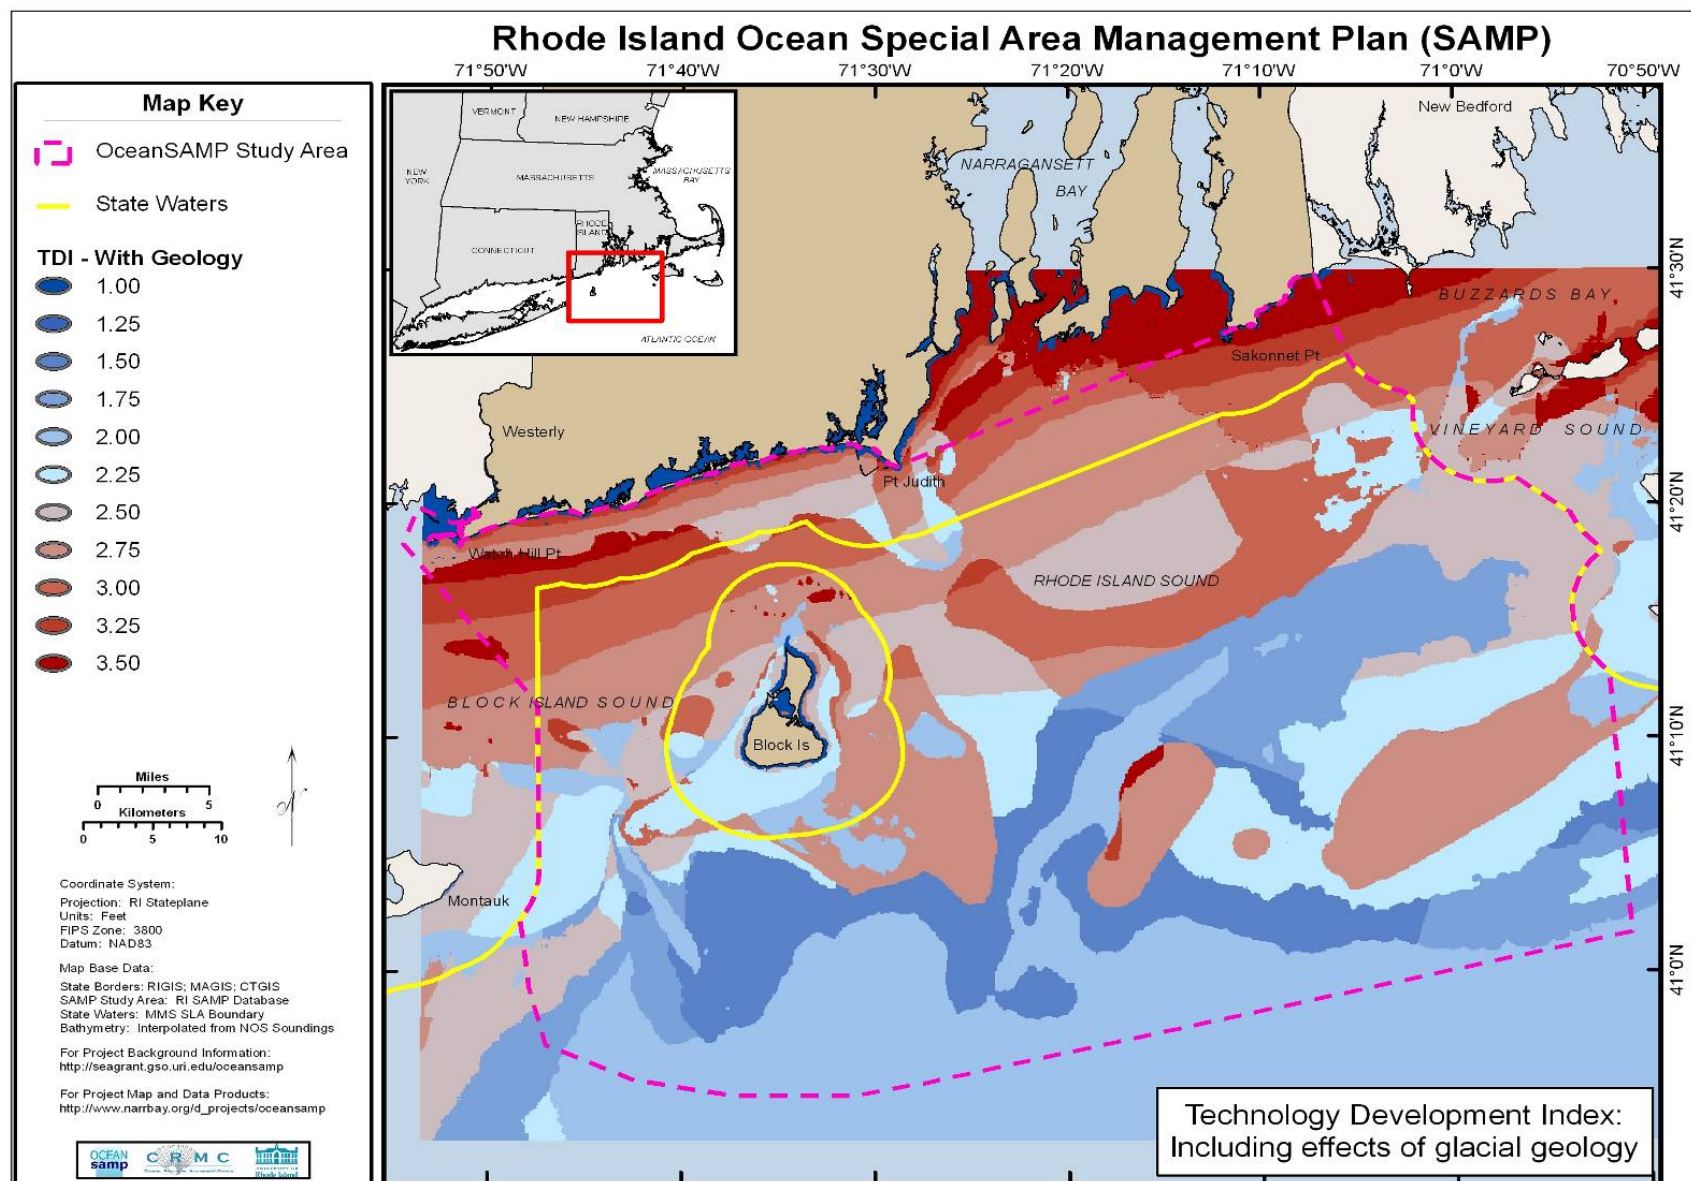 Rhode Island Ocean Special Area Management Plan (SAMP)
71°50'W
71°40'W
71°30'W
71°20'W
71°10'W
71°0'W
70°50'W
Map Key
OceanSAMP Study Area
State Waters
TDI - With Geology
1.00
1.25
1.50
1.75
2.00
2.25
2.50
2.75
3.00
3.25
3.50
Miles
0 5
Kilometers
0 5 10
N
Coordinate System:
Projection: RI Stateplane
Units: Feet
FIPS Zone: 3800
Datum: NAD83
Map Base Data:
State Borders: RIGIS; MAGIS; CTGIS
SAMP Study Area: RI SAMP Database
State Waters: MMS SLA Boundary
Bathymetry: Interpolated from NOS Soundings
For Project Background Information:
http://seagrant.gso.uri.edu/oceansamp
For Project Map and Data Products:
http://www.narrbay.org/d_projects/oceansamp
OCEAN
samp
CRMC
Rhode Island
VERMONT
NEW HAMPSHIRE
NEW
YORK
MASSACHUSETTS
MASSACHUSETTS
BAY
CONNECTICUT
RHODE
ISLAND
ATLANTIC OCEAN
New Bedford
NARRAGANSETT
BAY
BUZZARDS BAY
Sakonnet Pt
Westerly
VINEYARD SOUND
Pt Judith
Watch Hill Pt
RHODE ISLAND SOUND
BLOCK ISLAND SOUND
Block Is
Montauk
41°30'N
41°20'N
41°10'N
41°0'N
Technology Development Index:
Including effects of glacial geology